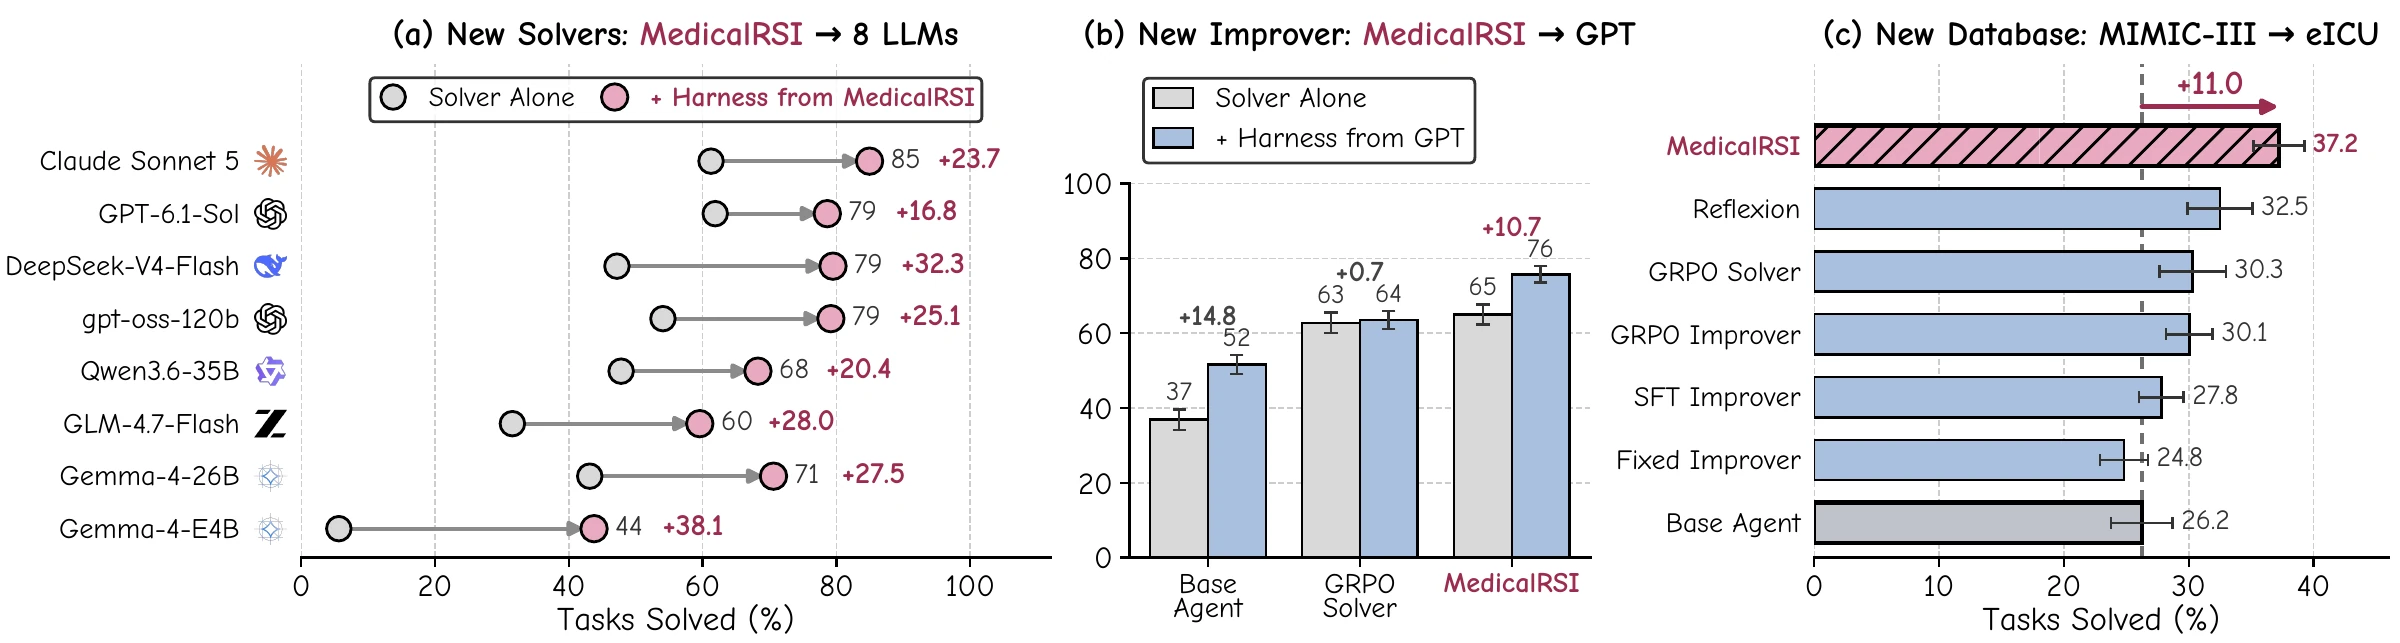 (a) New Solvers: MedicalRSI → 8 LLMs
Solver Alone
+ Harness from MedicalRSI
Claude Sonnet 5
85 +23.7
GPT-6.1-Sol
79 +16.8
DeepSeek-V4-Flash
79 +32.3
gpt-oss-120b
79 +25.1
Qwen3.6-35B
68 +20.4
GLM-4.7-Flash
60 +28.0
Gemma-4-26B
71 +27.5
Gemma-4-E4B
44 +38.1
0 20 40 60 80 100
Tasks Solved (%)
(b) New Improver: MedicalRSI → GPT
Solver Alone
+ Harness from GPT
100
80
60
40
20
0
+14.8
37
52
+0.7
63
64
+10.7
65
76
Base
Agent
GRPO
Solver
MedicalRSI
(c) New Database: MIMIC-III → eICU
+11.0
MedicalRSI
37.2
Reflexion
32.5
GRPO Solver
30.3
GRPO Improver
30.1
SFT Improver
27.8
Fixed Improver
24.8
Base Agent
26.2
0 10 20 30 40
Tasks Solved (%)